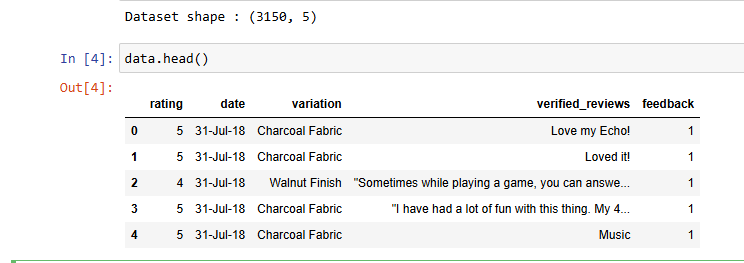 Dataset shape : (3150, 5)
In [4]: data.head()
Out[4]:
rating date variation verified_reviews feedback
0 5 31-Jul-18 Charcoal Fabric Love my Echo! 1
1 5 31-Jul-18 Charcoal Fabric Loved it! 1
2 4 31-Jul-18 Walnut Finish "Sometimes while playing a game, you can answe... 1
3 5 31-Jul-18 Charcoal Fabric "I have had a lot of fun with this thing. My 4... 1
4 5 31-Jul-18 Charcoal Fabric Music 1